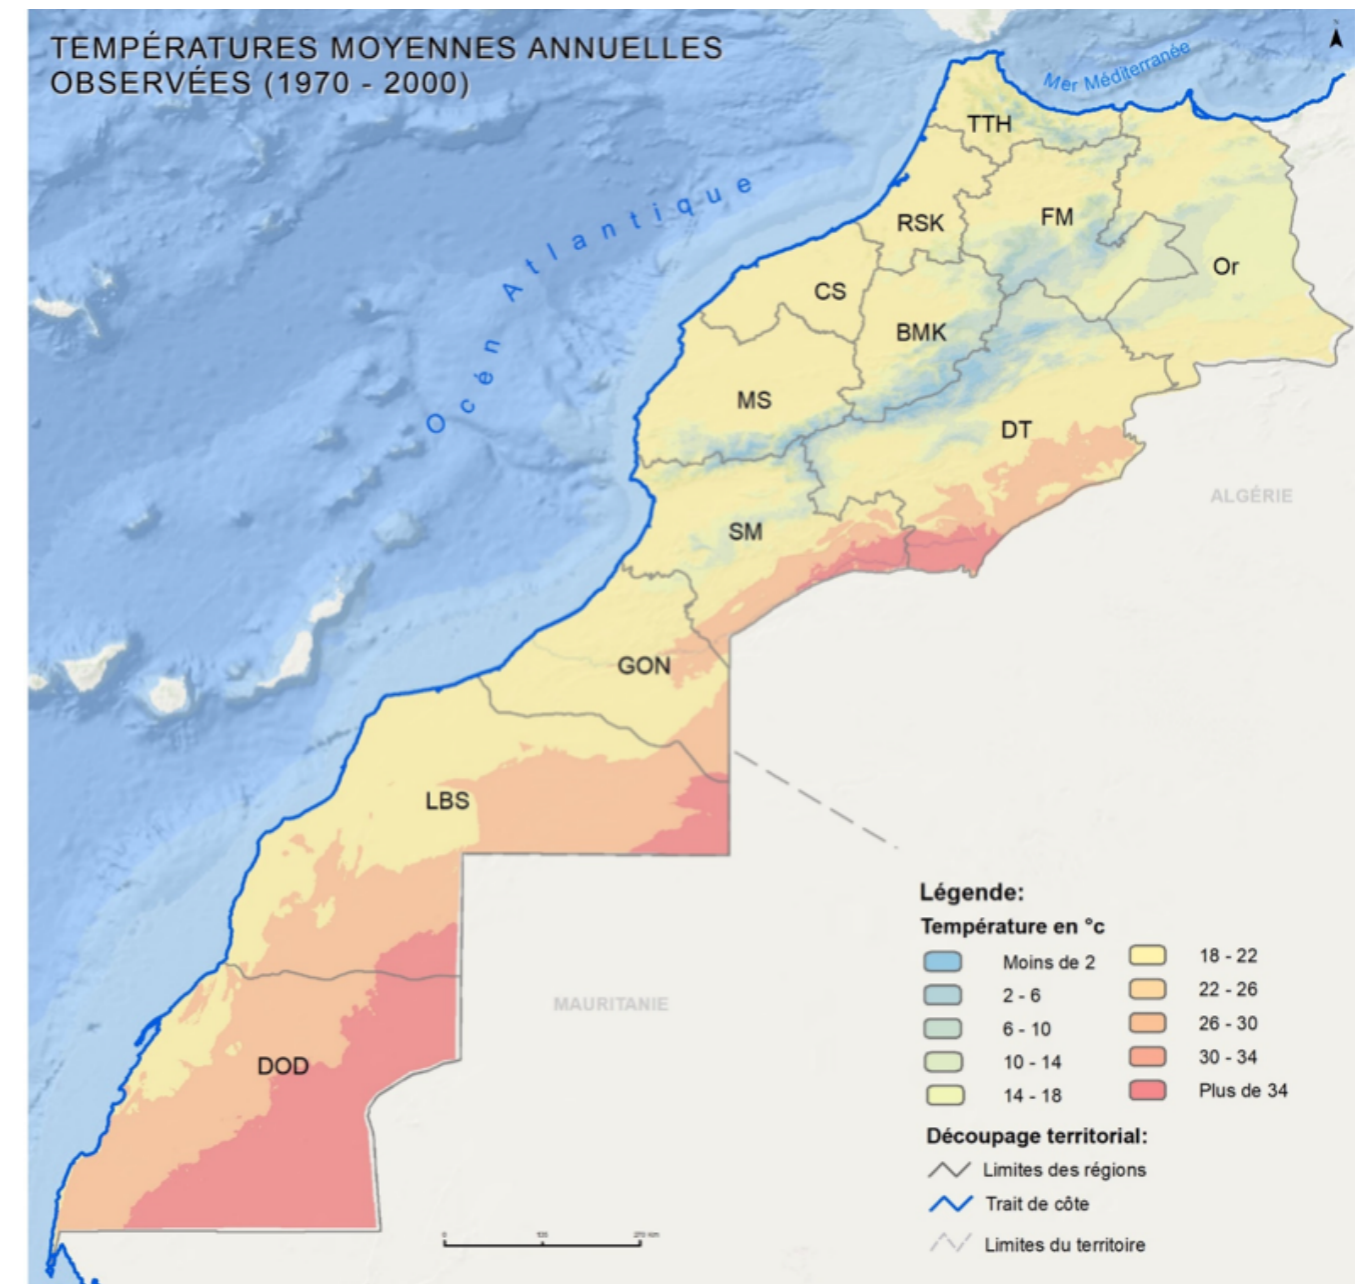 TEMPÉRATURES MOYENNES ANNUELLES
OBSERVÉES (1970 - 2000)
Mer Méditerranée
Océn Atlantique
TTH
RSK
FM
Or
CS
BMK
MS
DT
SM
ALGÉRIE
GON
LBS
MAURITANIE
DOD
Légende:
Température en °c
Moins de 2
2 - 6
6 - 10
10 - 14
14 - 18
18 - 22
22 - 26
26 - 30
30 - 34
Plus de 34
Découpage territorial:
Limites des régions
Trait de côte
Limites du territoire
0